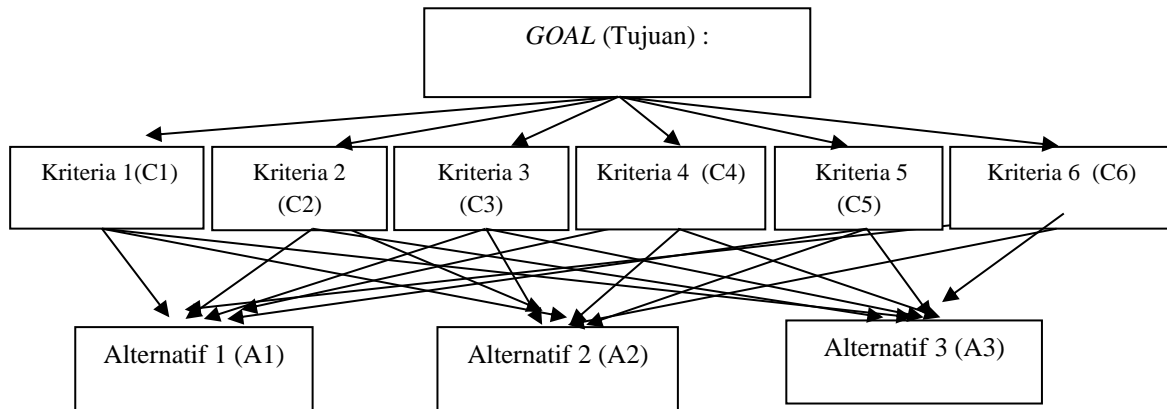 GOAL (Tujuan) :
Kriteria 1(C1)
Kriteria 2
(C2)
Kriteria 3
(C3)
Kriteria 4 (C4)
Kriteria 5
(C5)
Kriteria 6 (C6)
Alternatif 1 (A1)
Alternatif 2 (A2)
Alternatif 3 (A3)